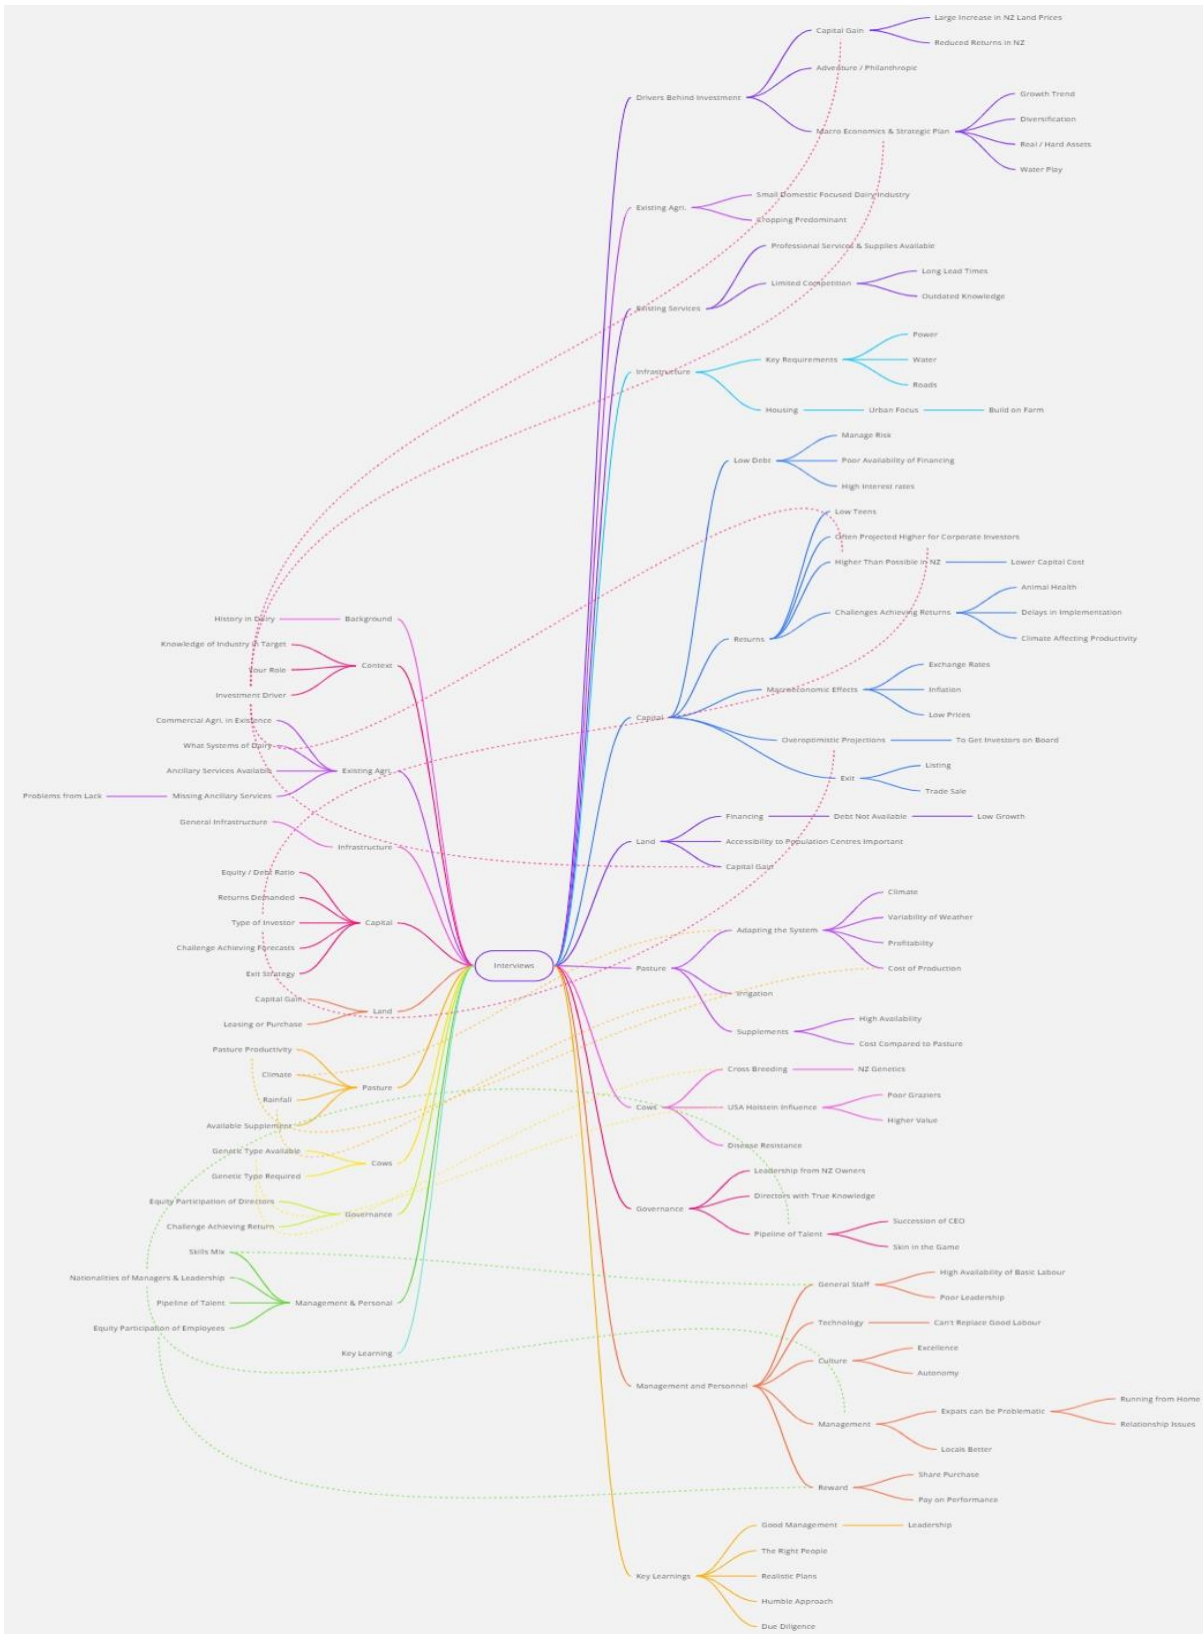 Large Increase in NZ Land Prices
Capital Gain
Reduced Returns in NZ
Adventure / Philanthropic
Drivers Behind Investment
Growth Trend
Diversification
Macro Economics & Strategic Plan
Real / Hard Assets
Water Play
Small Domestic Focused Dairy Industry
Existing Agri.
Cropping Predominant
Professional Services & Supplies Available
Long Lead Times
Limited Competition
Outdated Knowledge
Existing Services
Power
Key Requirements
Water
Infrastructure
Roads
Housing
Urban Focus
Build on Farm
Manage Risk
Low Debt
Poor Availability of Financing
High Interest rates
Low Teens
Often Projected Higher for Corporate Investors
Higher Than Possible in NZ
Lower Capital Cost
Animal Health
Challenges Achieving Returns
Delays in Implementation
Returns
Climate Affecting Productivity
Exchange Rates
Macroeconomic Effects
Inflation
Low Prices
Capital
Overoptimistic Projections
To Get Investors on Board
Listing
Exit
Trade Sale
Financing
Debt Not Available
Low Growth
Land
Accessibility to Population Centres Important
Capital Gain
Climate
Variability of Weather
Adapting the System
Profitability
Cost of Production
Pasture
Irrigation
High Availability
Supplements
Cost Compared to Pasture
Cross Breeding
NZ Genetics
Poor Graziers
Cows
USA Holstein Influence
Higher Value
Disease Resistance
Leadership from NZ Owners
Directors with True Knowledge
Governance
Succession of CEO
Pipeline of Talent
Skin in the Game
High Availability of Basic Labour
General Staff
Poor Leadership
Technology
Can't Replace Good Labour
Excellence
Culture
Autonomy
Management and Personnel
Running from Home
Expats can be Problematic
Relationship Issues
Management
Locals Better
Share Purchase
Reward
Pay on Performance
Good Management
Leadership
The Right People
Key Learnings
Realistic Plans
Humble Approach
Due Diligence
Interviews
History in Dairy
Background
Knowledge of Industry in Target
Your Role
Context
Investment Driver
Commercial Agri. in Existence
What Systems of Dairy
Ancillary Services Available
Existing Agri.
Problems from Lack
Missing Ancillary Services
General Infrastructure
Infrastructure
Equity / Debt Ratio
Returns Demanded
Type of Investor
Capital
Challenge Achieving Forecasts
Exit Strategy
Capital Gain
Land
Leasing or Purchase
Pasture Productivity
Climate
Pasture
Rainfall
Available Supplement
Genetic Type Available
Cows
Genetic Type Required
Equity Participation of Directors
Governance
Challenge Achieving Return
Skills Mix
Nationalities of Managers & Leadership
Pipeline of Talent
Management & Personal
Equity Participation of Employees
Key Learning